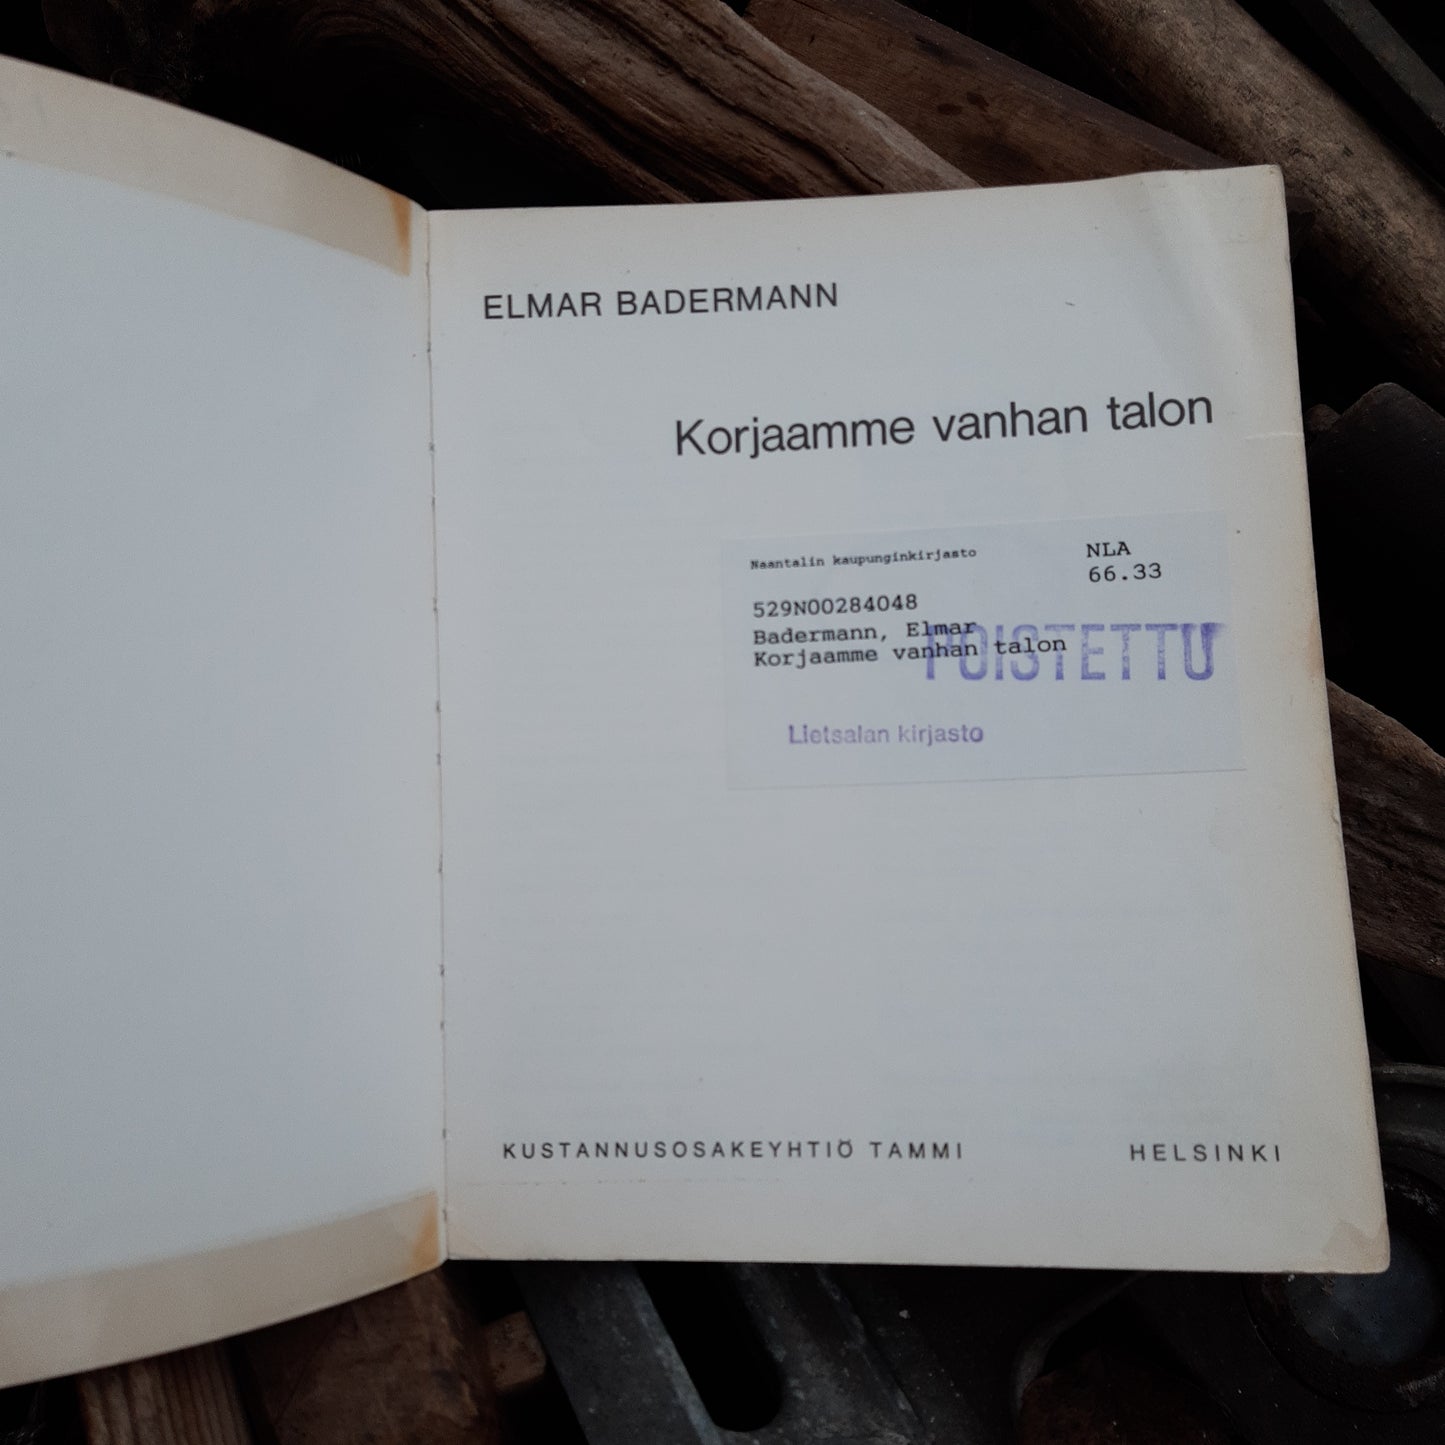 ELMAR BADERMANN
Korjaamme vanhan talon
Naantalin kaupunginkirjasto
NLA
66.33
529N00284048
Badermann, Elmar
Korjaamme vanhan talon
POISTETTU
Lietsalan kirjasto
KUSTANNUSOSAKEYHTIÖ TAMMI HELSINKI